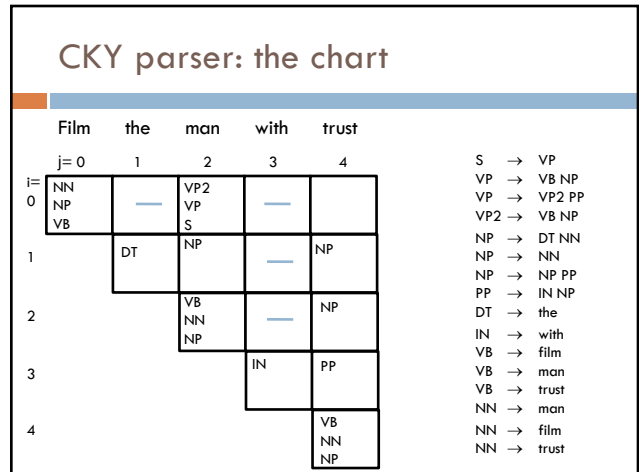 CKY parser: the chart
Film the man with trust
j= 0 1 2 3 4
i=
0
NN
NP
VB
—
VP2
VP
S
—
1
DT
NP
—
NP
2
VB
NN
NP
—
NP
3
IN
PP
4
VB
NN
NP
S → VP
VP → VB NP
VP → VP2 PP
VP2 → VB NP
NP → DT NN
NP → NN
NP → NP PP
PP → IN NP
DT → the
IN → with
VB → film
VB → man
VB → trust
NN → man
NN → film
NN → trust